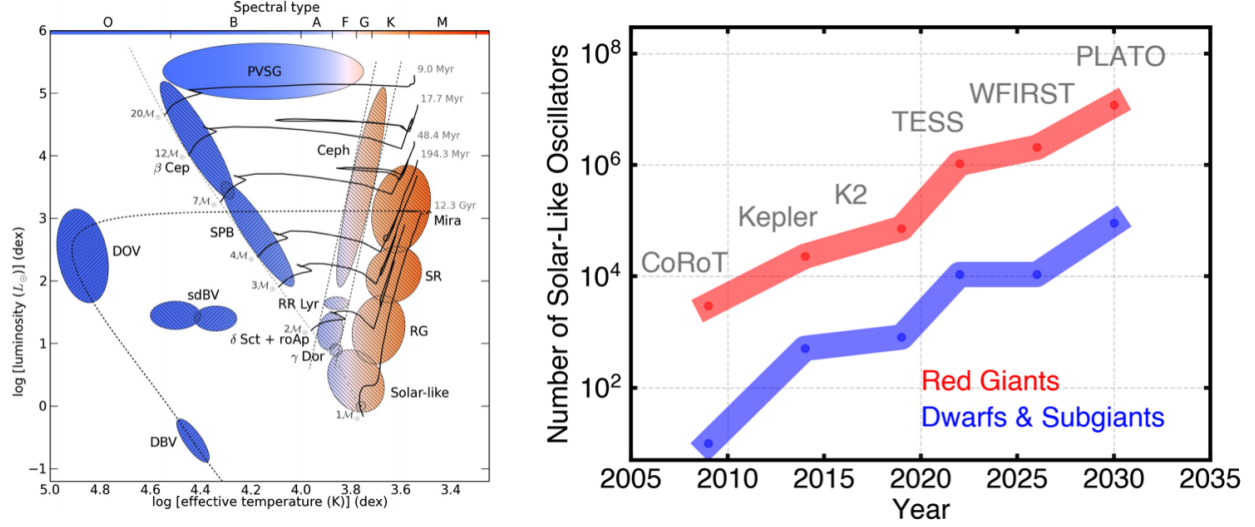 Spectral type
O B A F G K M
6
5
4
3
2
1
0
−1
log [luminosity (L☉)] (dex)
PVSG
9.0 Myr
20M☉
17.7 Myr
Ceph
48.4 Myr
12M☉
194.3 Myr
β Cep
7M☉
12.3 Gyr
Mira
SPB
DOV
4M☉
SR
3M☉
sdBV
RR Lyr
2M☉
RG
δ Sct + roAp
γ Dor
Solar-like
1M☉
DBV
5.0 4.8 4.6 4.4 4.2 4.0 3.8 3.6 3.4
log [effective temperature (K)] (dex)
Number of Solar-Like Oscillators
10⁸
10⁶
10⁴
10²
PLATO
WFIRST
TESS
K2
Kepler
CoRoT
Red Giants
Dwarfs & Subgiants
2005 2010 2015 2020 2025 2030 2035
Year